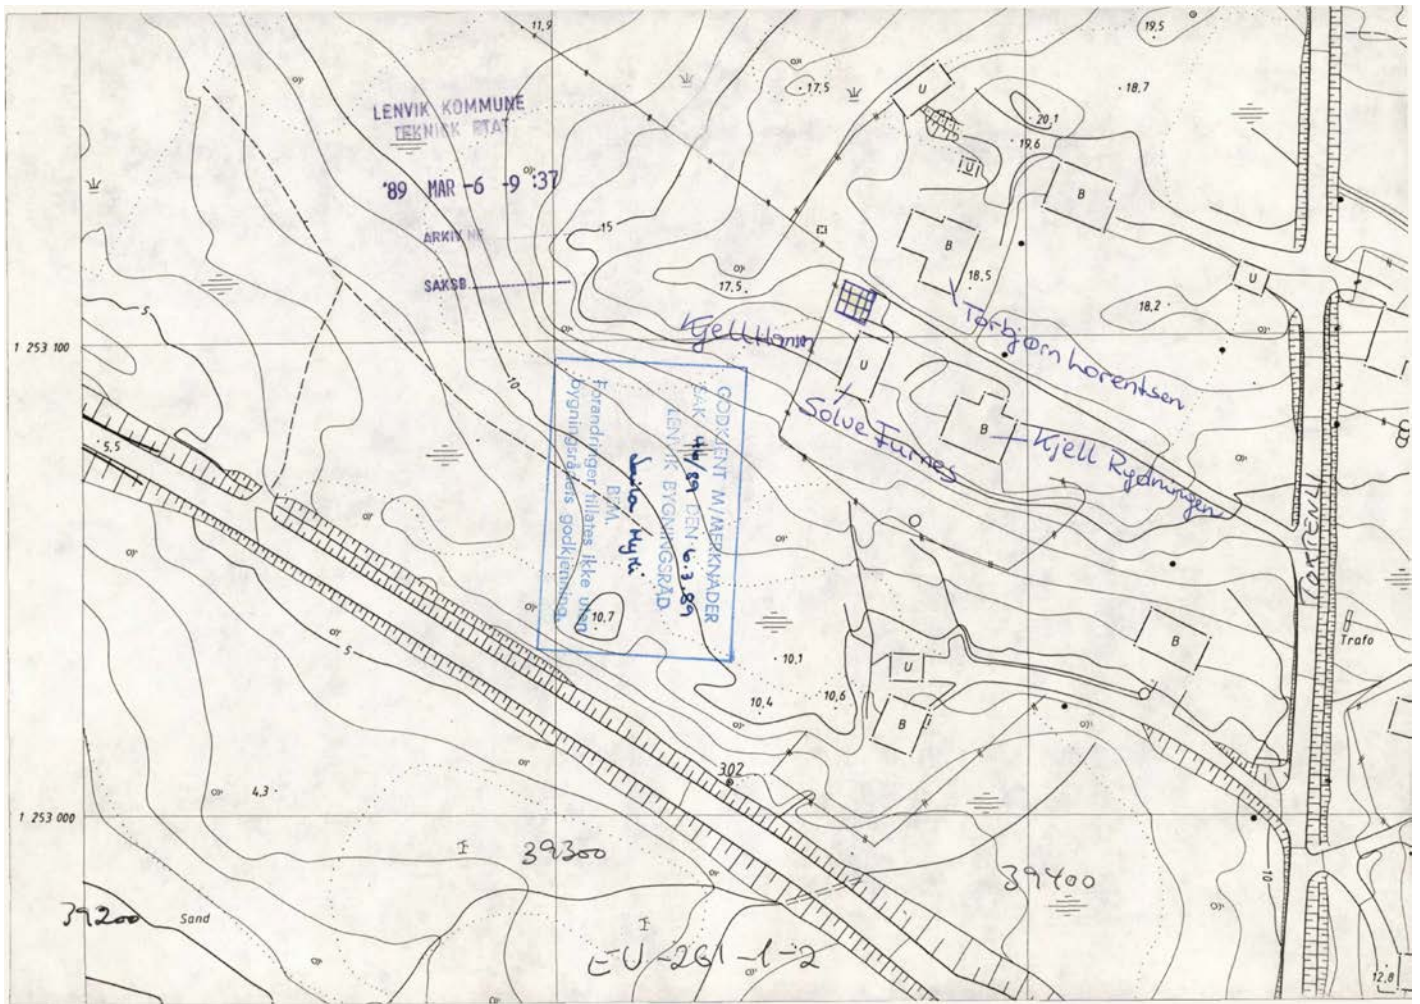 11,9
19,5
LENVIK KOMMUNE
TEKNISK ETAT
'89 MAR -6 -9 :37
ARKIV NR
SAKSB.
17,5
U
18,7
20,1
19,6
U
B
15
B
18,5
U
17,5
18,2
5
Kjell Hansen
Torbjørn Lorentsen
1 253 100
U
10
Solve Furnes
B
Kjell Rydningen
5,5
GODKJENT M/MERKNADER
SAK 46/89 DEN 6.3.89
LENVIK BYGNINGSRÅD
Forandringer tillates ikke uten
bygningsrådets godkjenning.
10,7
5
Trafo
B
10,1
U
10,4
10,6
B
302
4,3
1 253 000
39300
39400
10
39200
Sand
EU-261-1-2
12,8